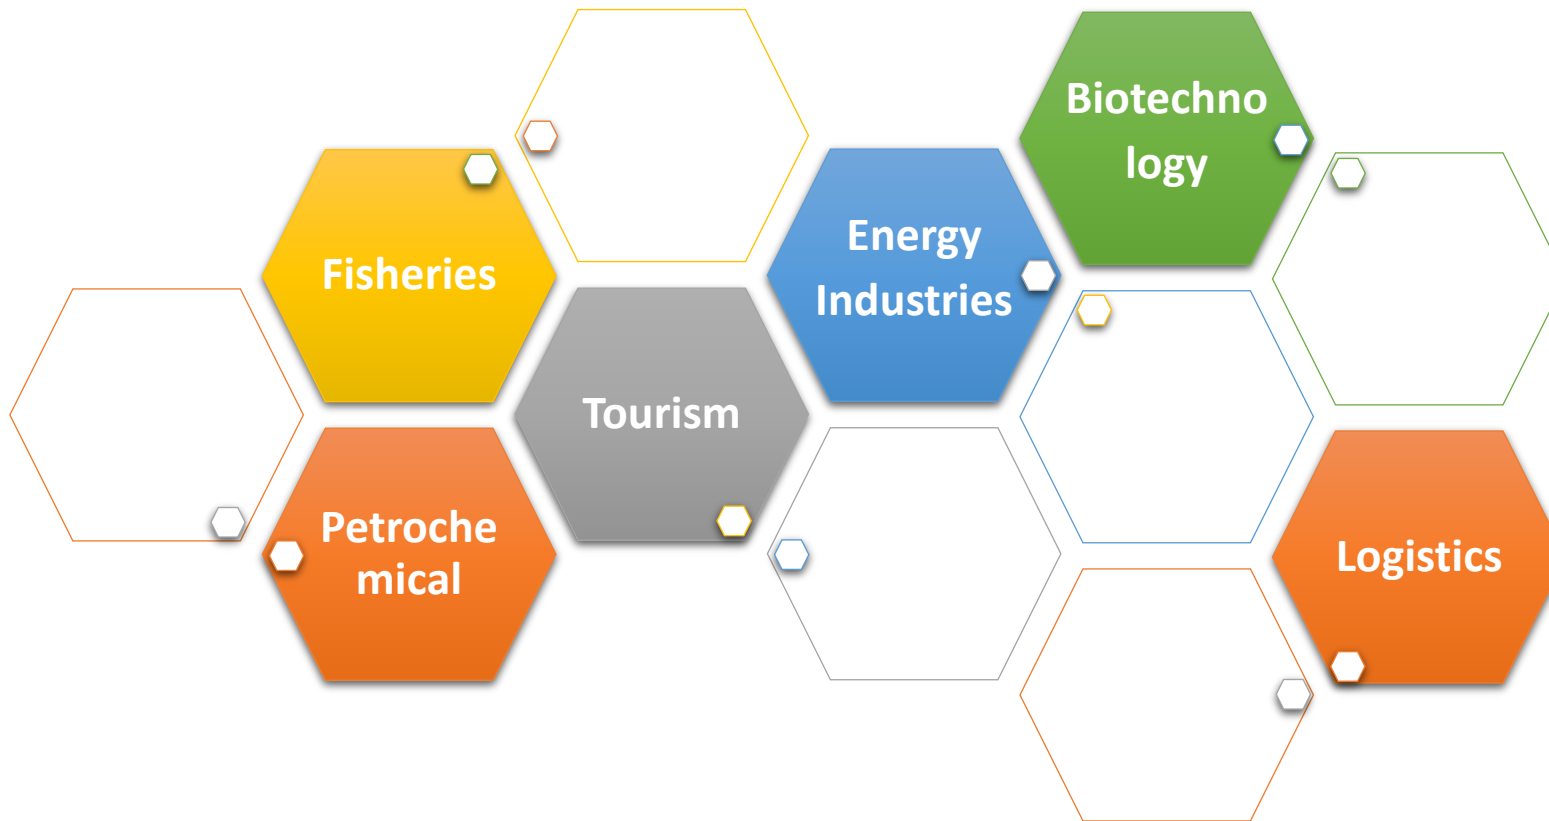 Biotechno
logy
Energy
Industries
Fisheries
Tourism
Petroche
mical
Logistics